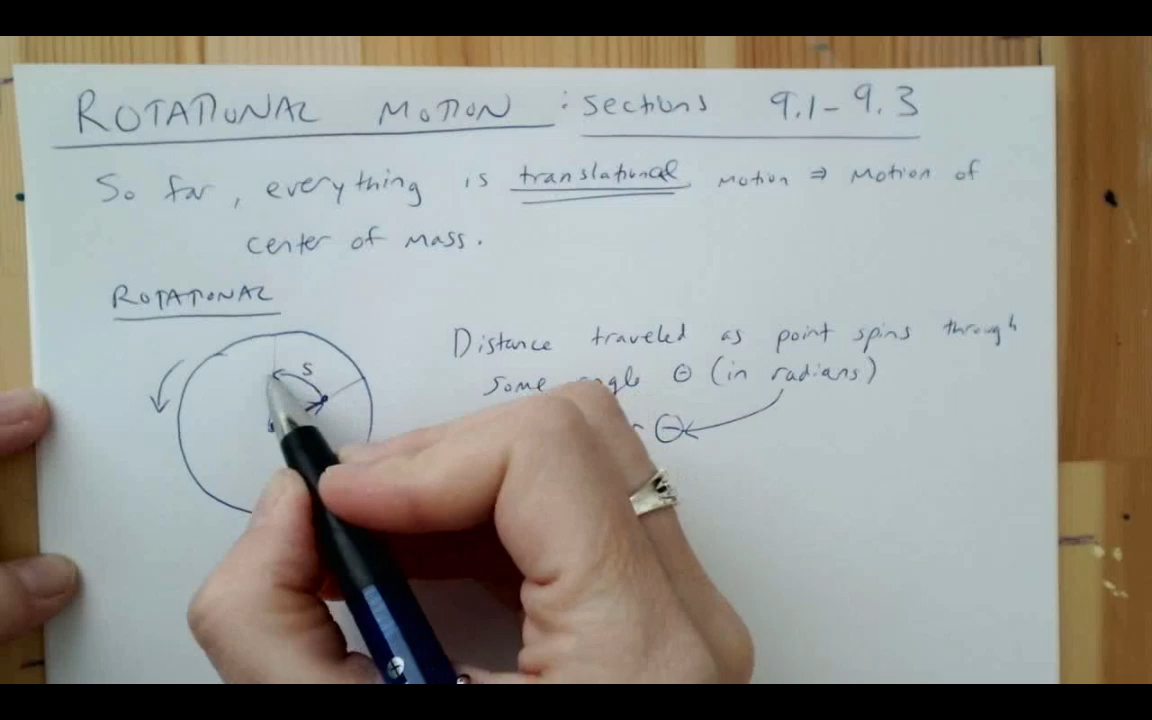 ROTATIONAL MOTION : sections 9.1 - 9.3
So far, everything is translational motion ⇒ motion of
center of mass.
ROTATIONAL
Distance traveled as point spins through
some θ (in radians)
S
θ